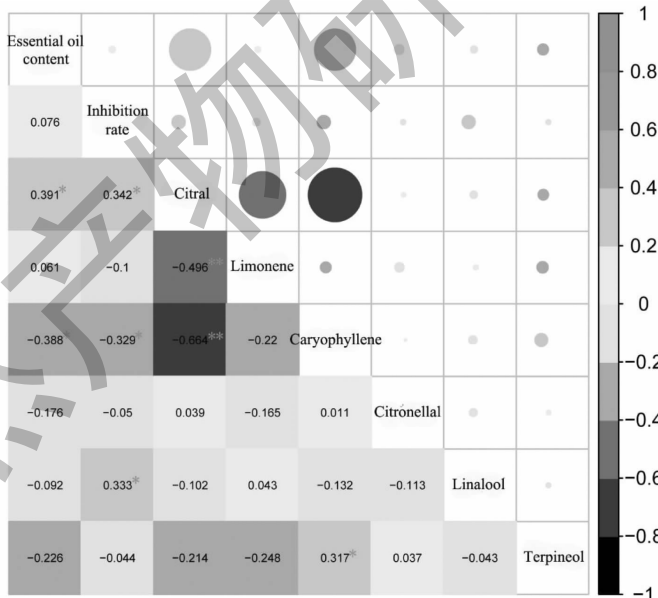 Essential oil
content
Inhibition
rate
0.076
0.391* 0.342* Citral
0.061 −0.1 −0.496** Limonene
−0.388* −0.329* −0.664** −0.22 Caryophyllene
−0.176 −0.05 0.039 −0.165 0.011 Citronellal
−0.092 0.333* −0.102 0.043 −0.132 −0.113 Linalool
−0.226 −0.044 −0.214 −0.248 0.317* 0.037 −0.043 Terpineol
1
0.8
0.6
0.4
0.2
0
−0.2
−0.4
−0.6
−0.8
−1
产物研